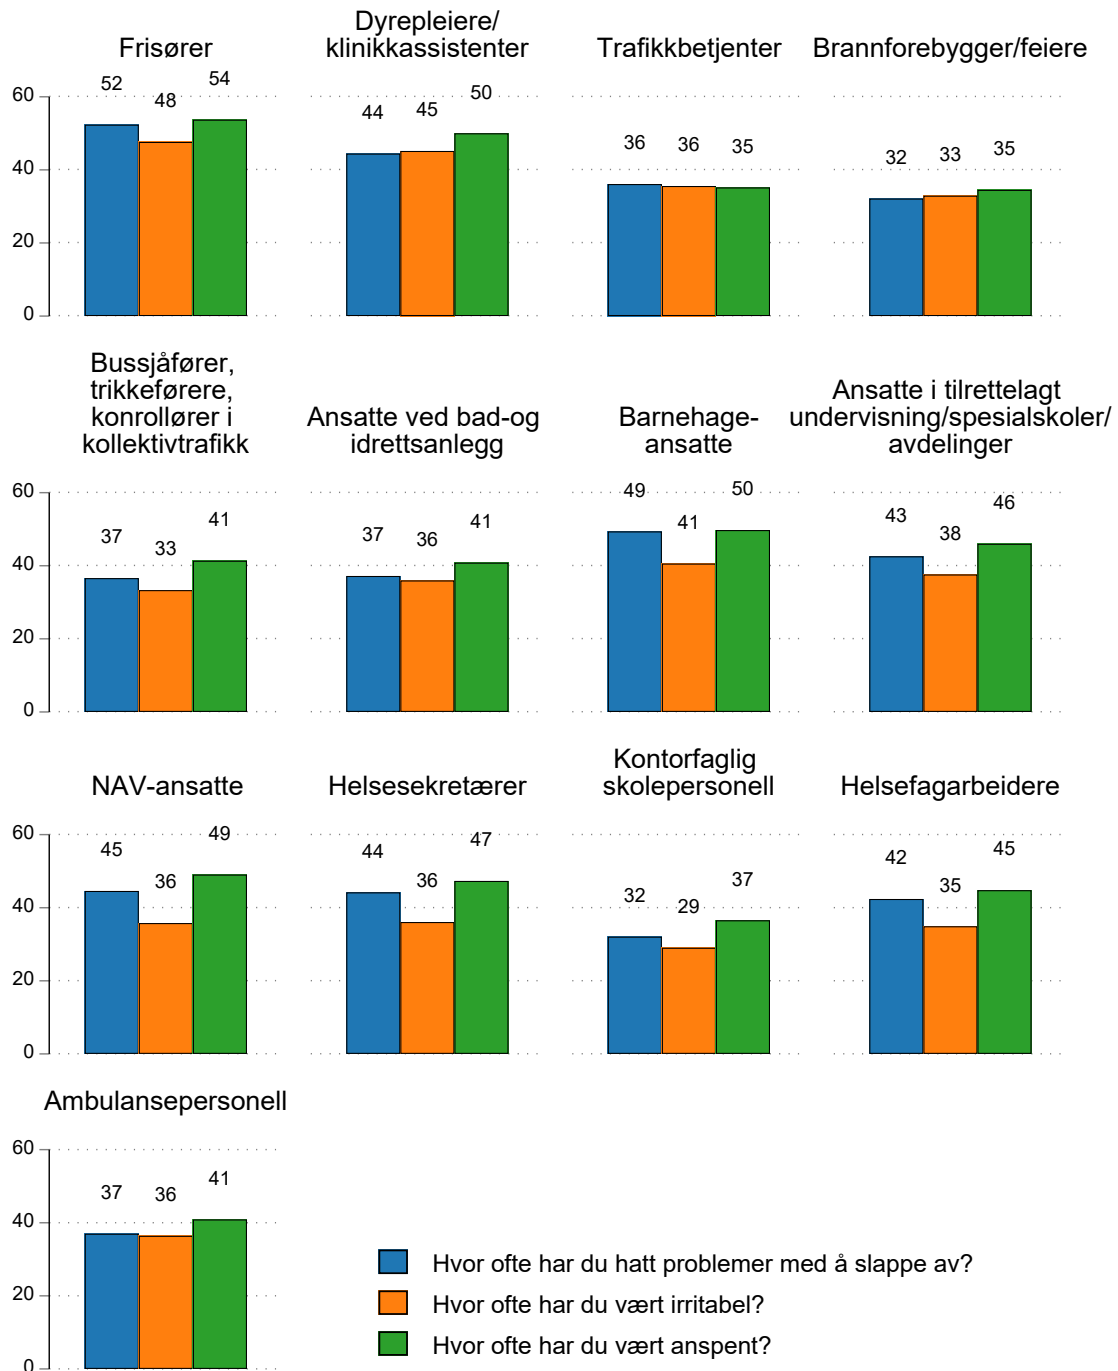 Frisører
Dyrepleiere/
klinikkassistenter
Trafikkbetjenter
Brannforebygger/feiere
60
40
20
0
52
48
54
44
45
50
36
36
35
32
33
35
Bussjåfører,
trikkeførere,
konrollører i
kollektivtrafikk
Ansatte ved bad-og
idrettsanlegg
Barnehage-
ansatte
Ansatte i tilrettelagt
undervisning/spesialskoler/
avdelinger
60
40
20
0
37
33
41
37
36
41
49
41
50
43
38
46
NAV-ansatte
Helsesekretærer
Kontorfaglig
skolepersonell
Helsefagarbeidere
60
40
20
0
45
36
49
44
36
47
32
29
37
42
35
45
Ambulansepersonell
60
40
20
0
37
36
41
Hvor ofte har du hatt problemer med å slappe av?
Hvor ofte har du vært irritabel?
Hvor ofte har du vært anspent?